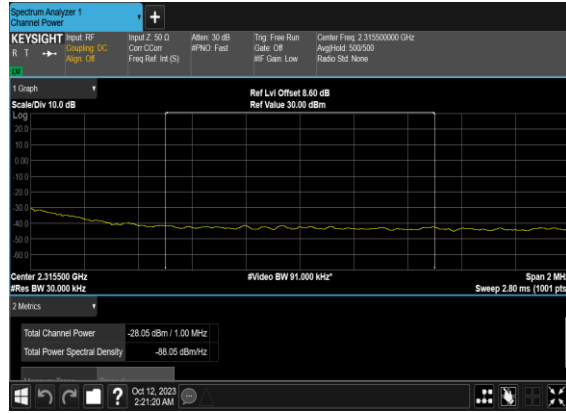 Spectrum Analyzer 1
Channel Power
KEYSIGHT
R T
LXI
Input: RF
Coupling: DC
Align: Off
Input Z: 50 Ω
Corr CCorr
Freq Ref: Int (S)
Atten: 30 dB
#PNO: Fast
Trig: Free Run
Gate: Off
#IF Gain: Low
Center Freq: 2.315500000 GHz
Avg|Hold: 500/500
Radio Std: None
1 Graph
Scale/Div 10.0 dB
Ref Lvl Offset 8.60 dB
Ref Value 30.00 dBm
Log
20.0
10.0
0.00
-10.0
-20.0
-30.0
-40.0
-50.0
-60.0
Center 2.315500 GHz
#Res BW 30.000 kHz
#Video BW 91.000 kHz*
Span 2 MH
Sweep 2.80 ms (1001 pts
2 Metrics
Total Channel Power -28.05 dBm / 1.00 MHz
Total Power Spectral Density -88.05 dBm/Hz
?
Oct 12, 2023
2:21:20 AM